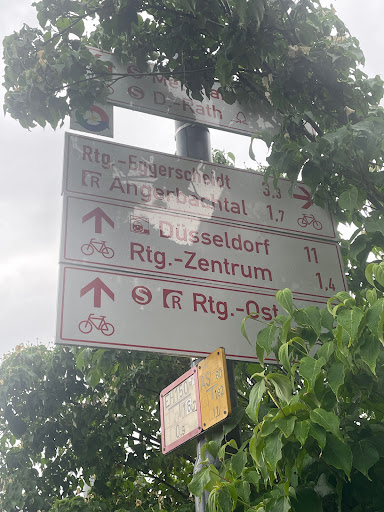 D.-Rath
Rtg.-Eggerscheidt 3,3
R Angerbachtal 1,7
Düsseldorf 11
Rtg.-Zentrum 1,4
S R Rtg.-Ost